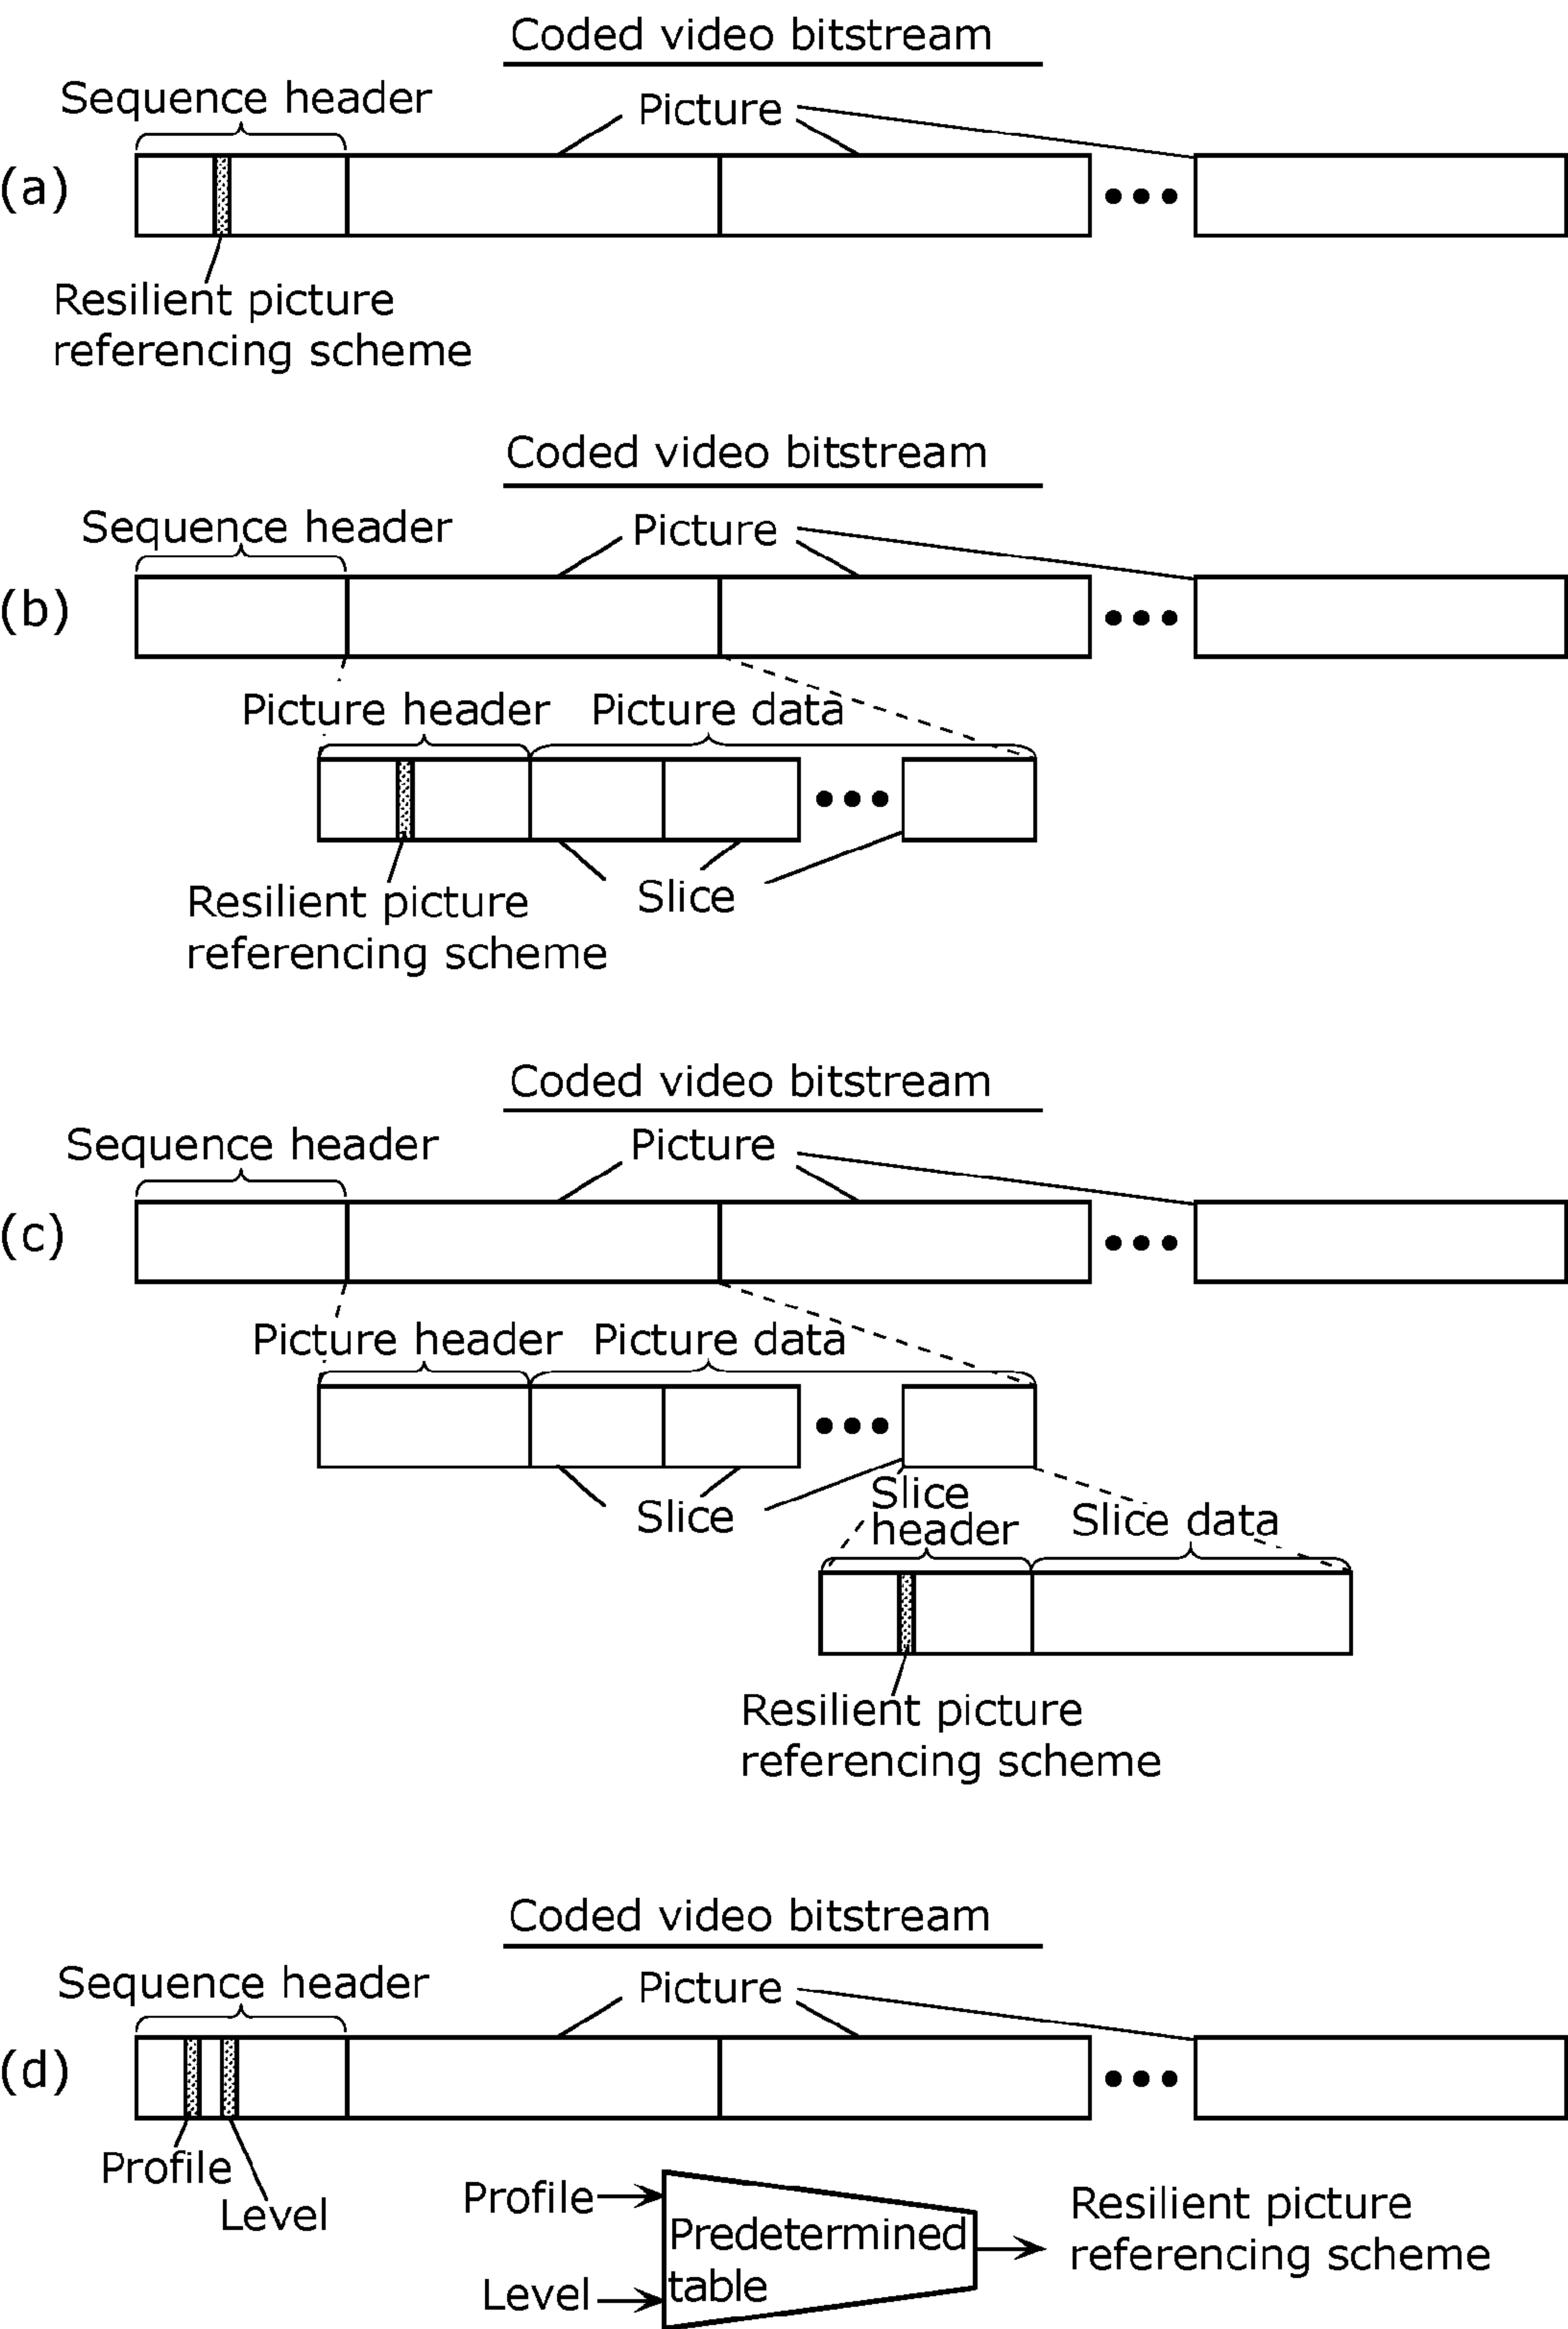 Coded video bitstream
Sequence header
Picture
(a)
Resilient picture
referencing scheme
Coded video bitstream
Sequence header
Picture
(b)
Picture header
Picture data
Slice
Resilient picture
referencing scheme
Coded video bitstream
Sequence header
Picture
(c)
Picture header
Picture data
Slice
Slice
header
Slice data
Resilient picture
referencing scheme
Coded video bitstream
Sequence header
Picture
(d)
Profile
Level
Profile
Level
Predetermined
table
Resilient picture
referencing scheme